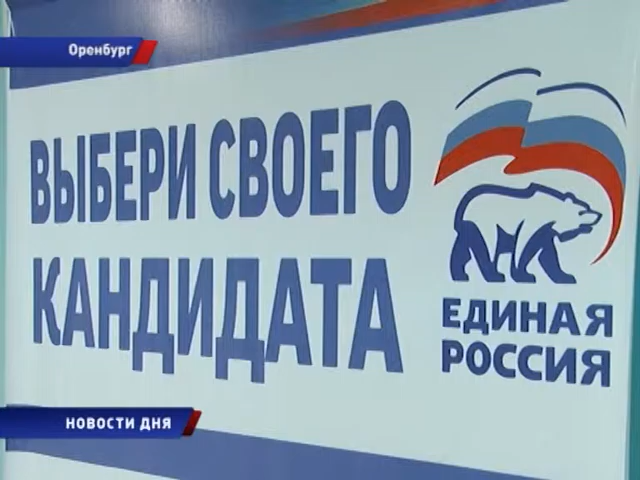 Оренбург
ВЫБЕРИ СВОЕГО
КАНДИДАТА
ЕДИНАЯ
РОССИЯ
НОВОСТИ ДНЯ